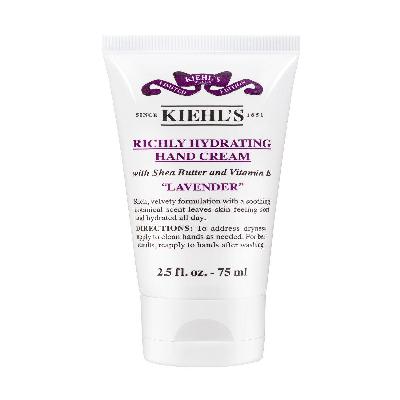 KIEHL'S
LIMITED EDITION
SINCE KIEHL'S 1851
RICHLY HYDRATING
HAND CREAM
with Shea Butter and Vitamin E
"LAVENDER"
Rich, velvety formulation with a soothing
botanical scent leaves skin feeling soft
and hydrated all day.
DIRECTIONS: To address dryness
apply to clean hands as needed. For be
results, reapply to hands after washing
2.5 fl. oz. - 75 ml